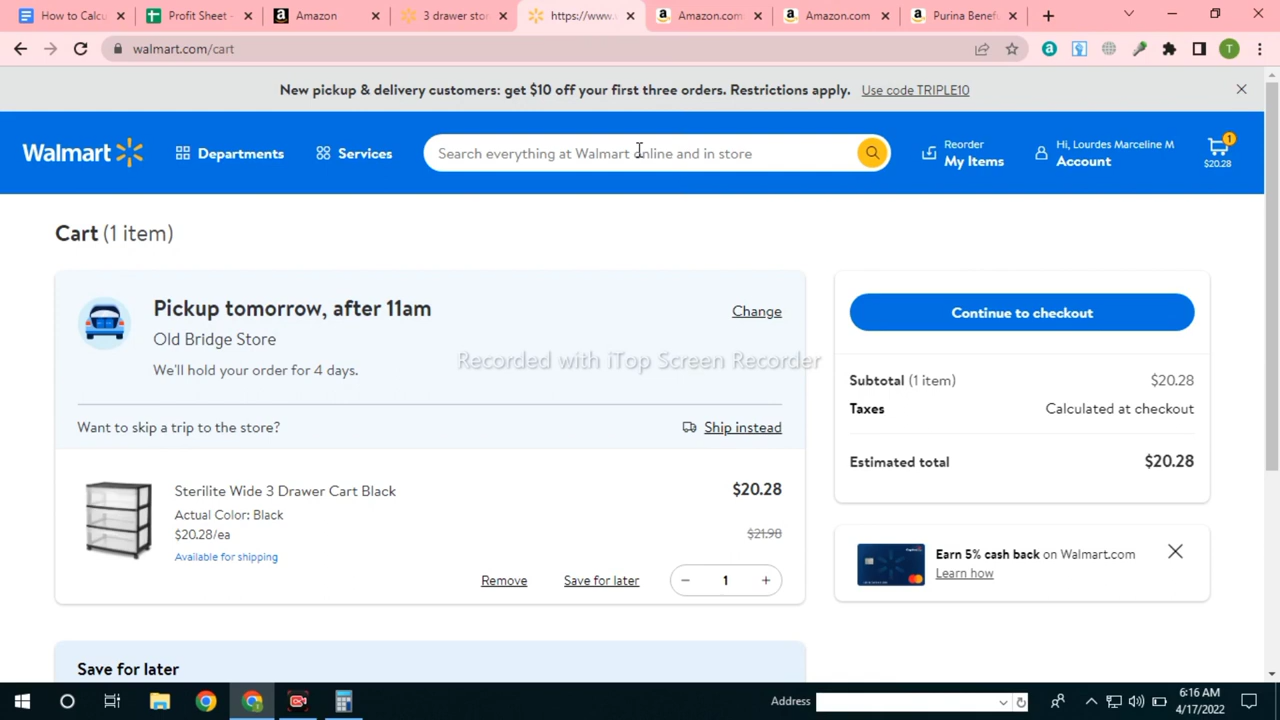 How to Calcu
Profit Sheet -
Amazon
3 drawer stor
https://www.
Amazon.com
Amazon.com
Purina Benef
walmart.com/cart
T
New pickup & delivery customers: get $10 off your first three orders. Restrictions apply. Use code TRIPLE10
Walmart
Departments
Services
Search everything at Walmart online and in store
Reorder
My Items
Hi, Lourdes Marceline M
Account
1
$20.28
Cart (1 item)
Pickup tomorrow, after 11am
Change
Old Bridge Store
We'll hold your order for 4 days.
Want to skip a trip to the store?
Ship instead
Sterilite Wide 3 Drawer Cart Black
$20.28
Actual Color: Black
$20.28/ea
$21.98
Available for shipping
Remove
Save for later
1
Save for later
Continue to checkout
Subtotal (1 item)
$20.28
Taxes
Calculated at checkout
Estimated total
$20.28
Earn 5% cash back on Walmart.com
Learn how
Recorded with iTop Screen Recorder
Address
6:16 AM
4/17/2022